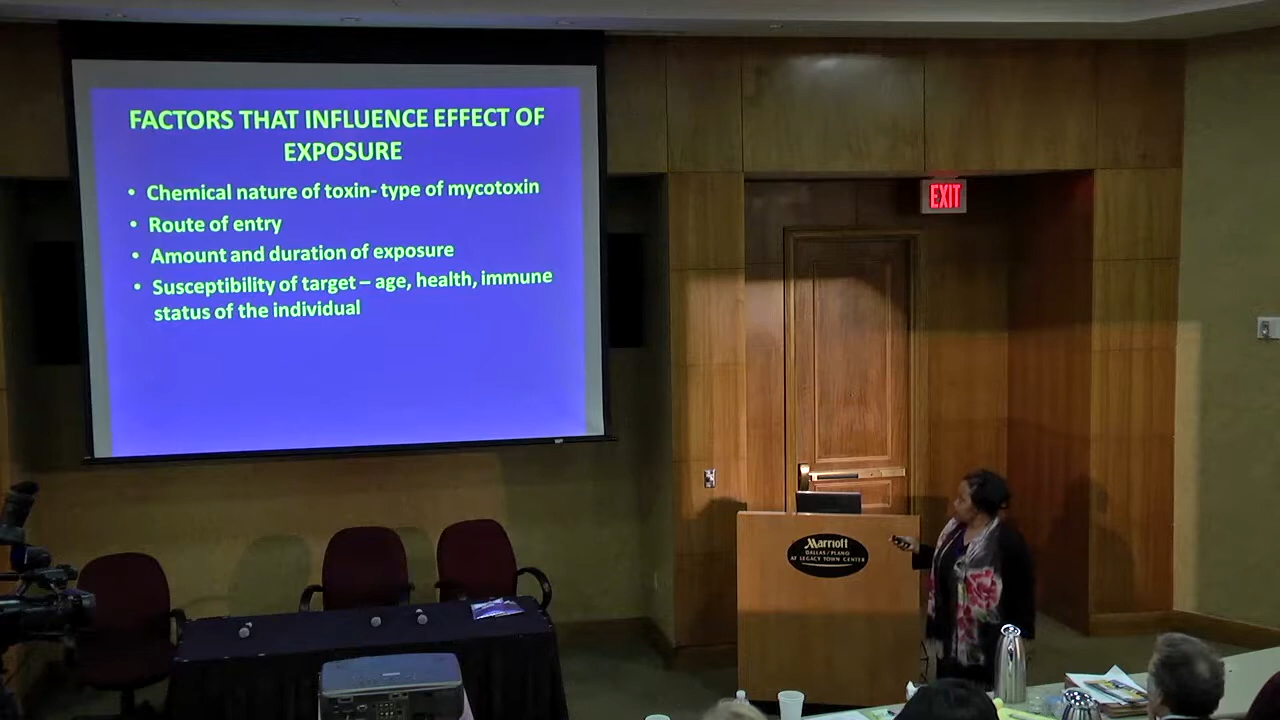 FACTORS THAT INFLUENCE EFFECT OF
EXPOSURE
• Chemical nature of toxin- type of mycotoxin
• Route of entry
• Amount and duration of exposure
• Susceptibility of target – age, health, immune
status of the individual
EXIT
Marriott
DALLAS/PLANO
AT LEGACY TOWN CENTER